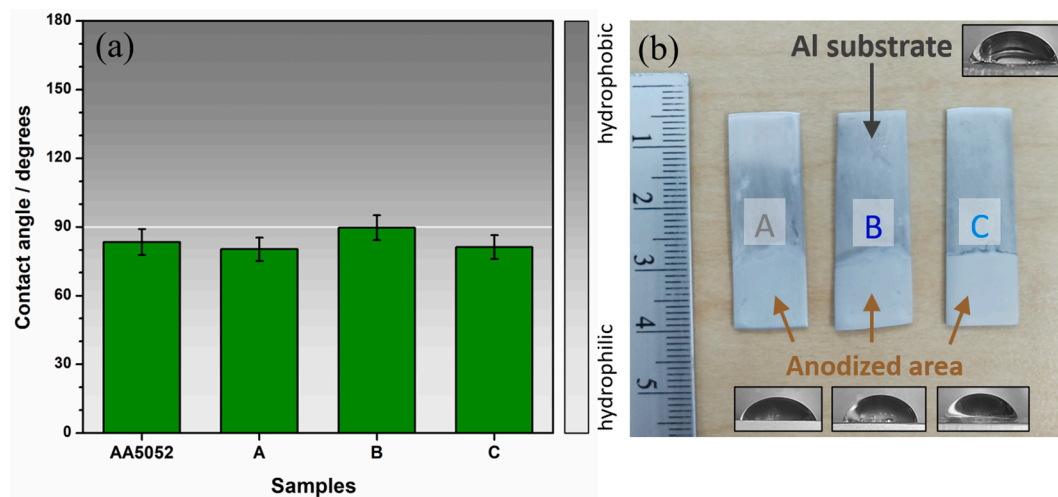 (a)
Contact angle / degrees
180
150
120
90
60
30
0
AA5052
A
B
C
Samples
hydrophobic
hydrophilic
(b)
Al substrate
1
2
3
4
5
A
B
C
Anodized area